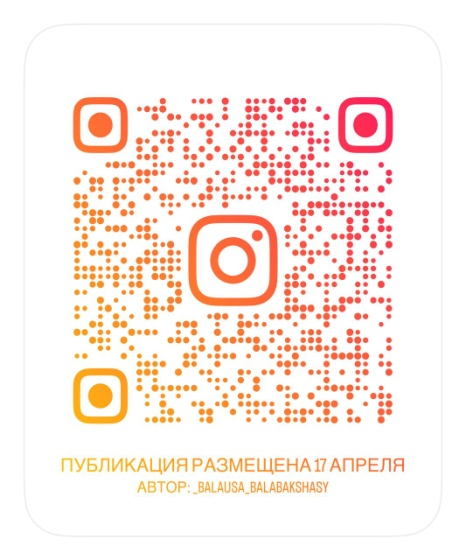 ПУБЛИКАЦИЯ РАЗМЕЩЕНА 17 АПРЕЛЯ
АВТОР: _BALAUSA_BALABAKSHASY